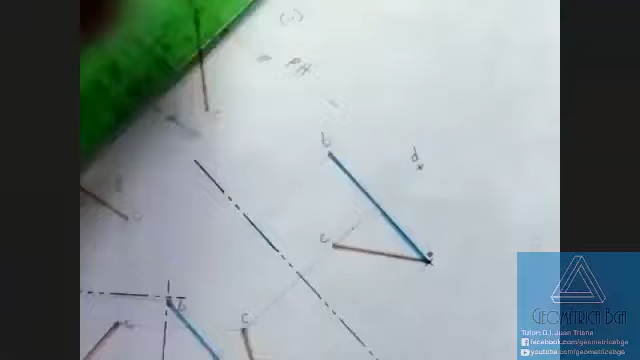 (-)
PH
b
d
c
c
b
GEOMÉTRICA BGA
Tutor: D.I. Juan Triana
facebook.com/geometricabga
youtube.com/geometricabga